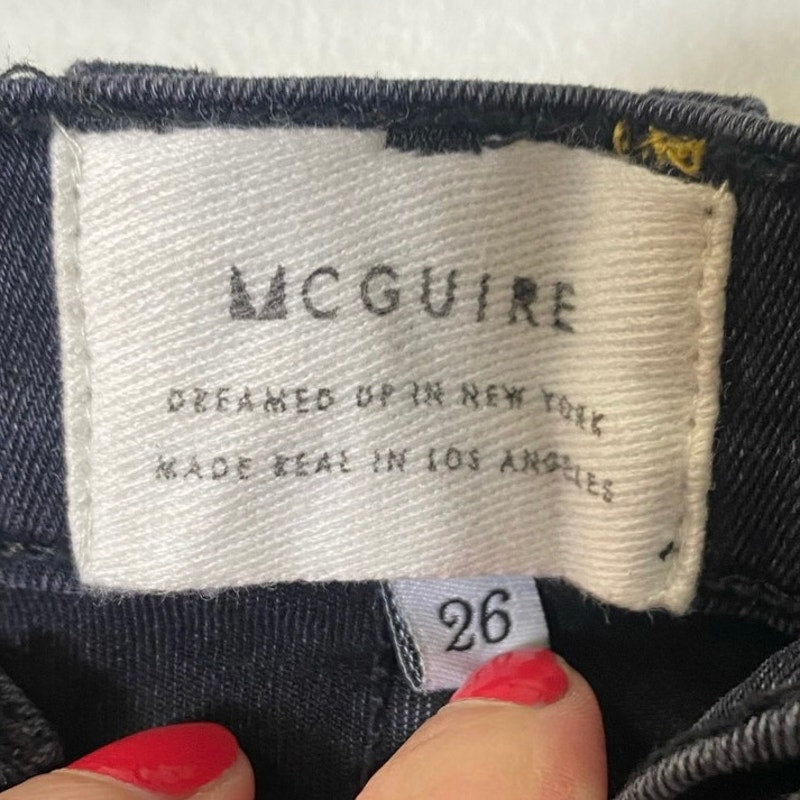 MCGUIRE
DREAMED UP IN NEW YORK
MADE REAL IN LOS ANGELES
26